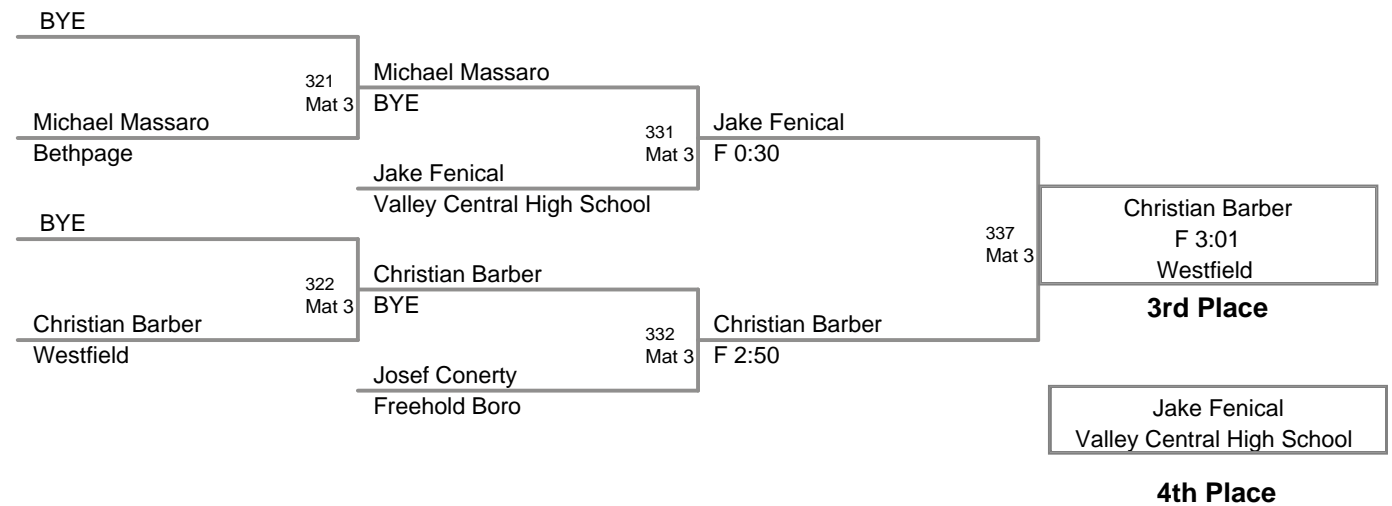 BYE
321
Mat 3
Michael Massaro
Bethpage
Michael Massaro
BYE
331
Mat 3
Jake Fenical
Valley Central High School
Jake Fenical
F 0:30
BYE
322
Mat 3
Christian Barber
Westfield
Christian Barber
BYE
332
Mat 3
Josef Conerty
Freehold Boro
Christian Barber
F 2:50
337
Mat 3
Christian Barber
F 3:01
Westfield
3rd Place
Jake Fenical
Valley Central High School
4th Place